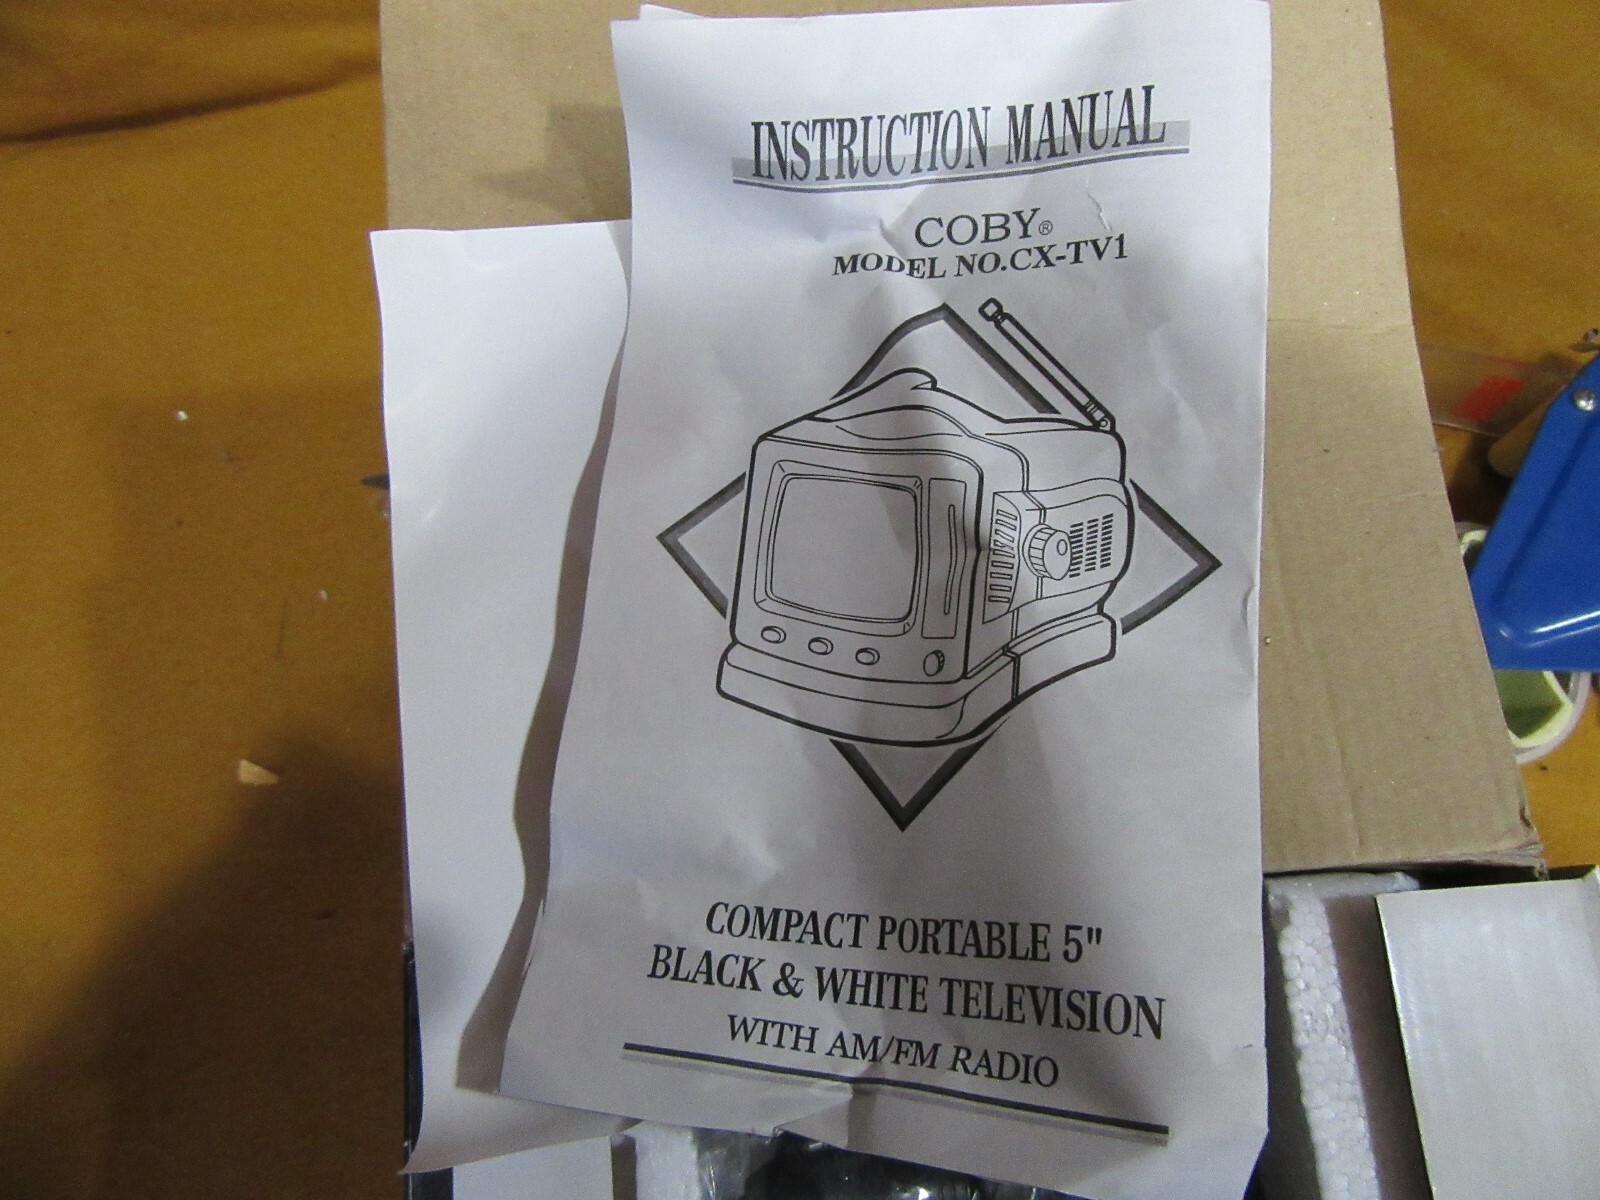 INSTRUCTION MANUAL
COBY®
MODEL NO.CX-TV1
COMPACT PORTABLE 5"
BLACK & WHITE TELEVISION
WITH AM/FM RADIO